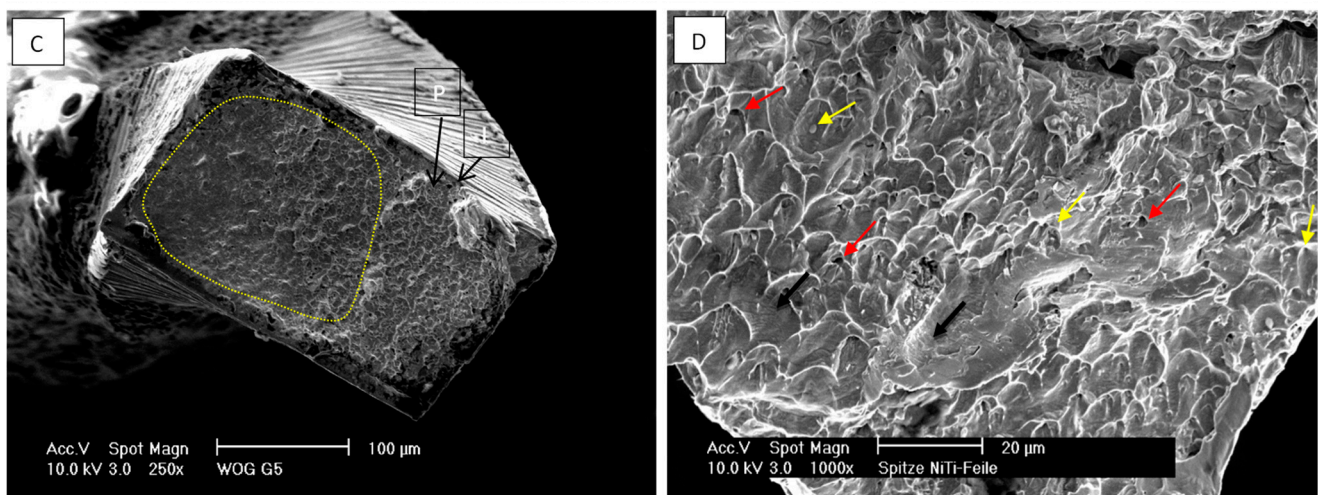 C
P
Acc.V Spot Magn 100 µm
10.0 kV 3.0 250x WOG G5
D
Acc.V Spot Magn 20 µm
10.0 kV 3.0 1000x Spitze NiTi-Feile